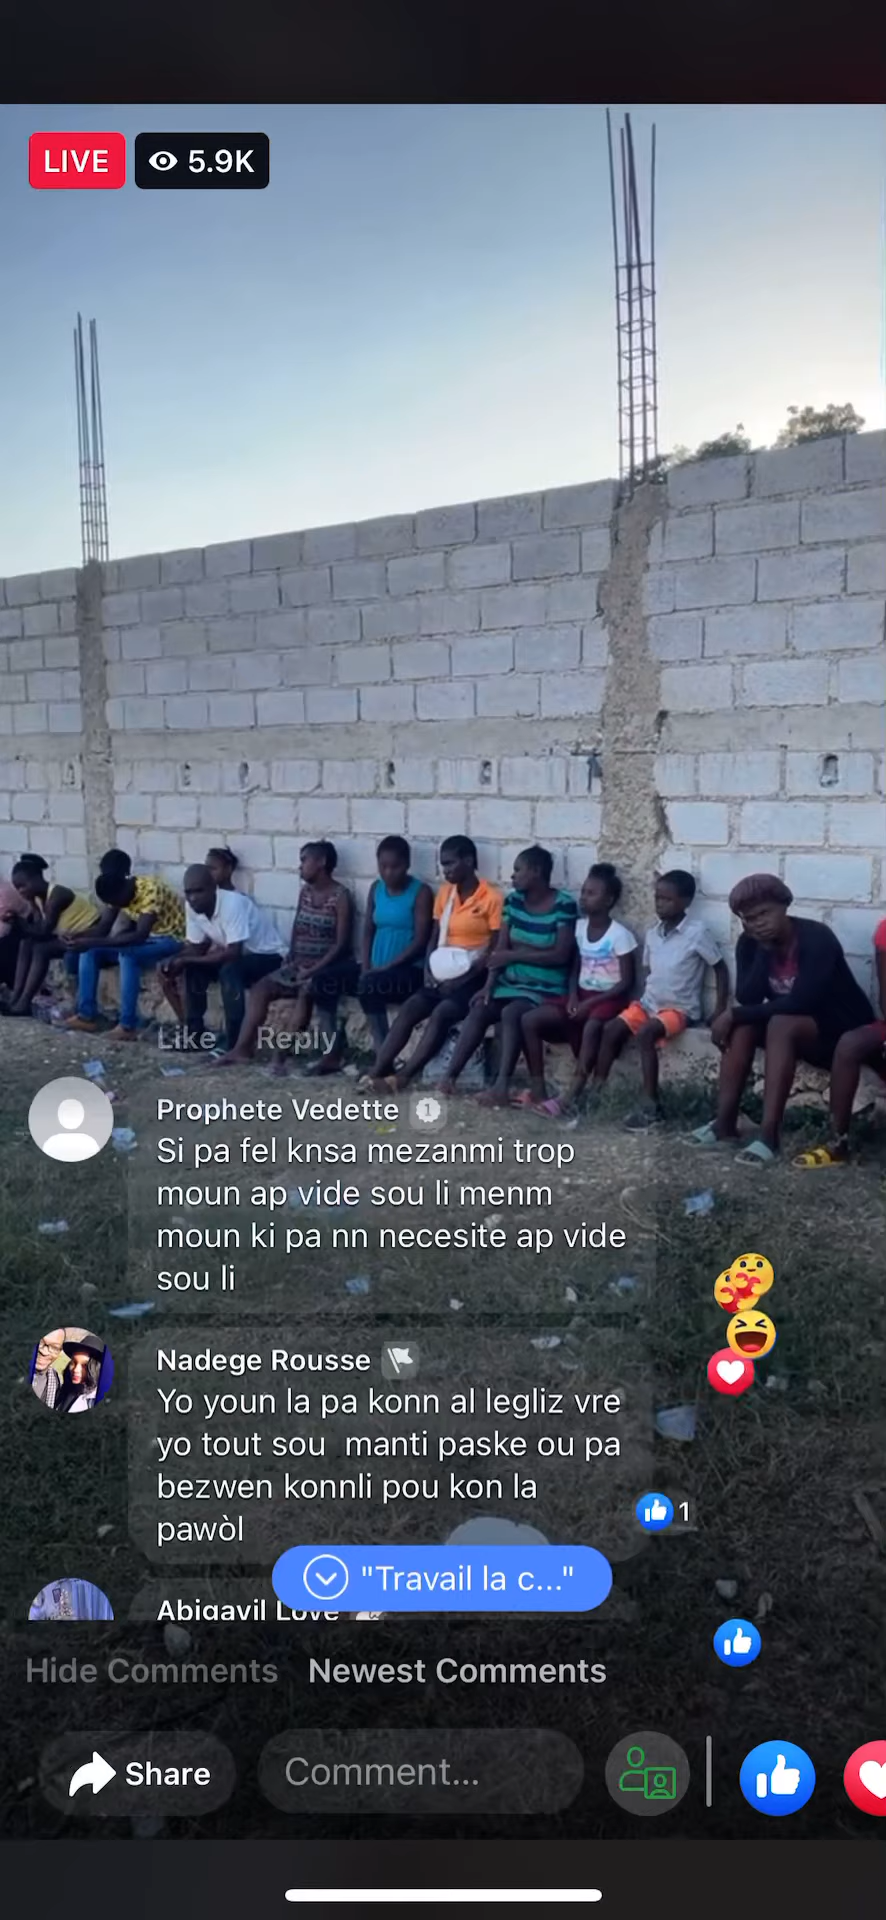 LIVE
5.9K
Like Reply
Prophete Vedette
Si pa fel knsa mezanmi trop
moun ap vide sou li menm
moun ki pa nn necesite ap vide
sou li
Nadege Rousse
Yo youn la pa konn al legliz vre
yo tout sou manti paske ou pa
bezwen konnli pou kon la
pawòl
1
"Travail la c..."
Abigayil Love
Hide Comments Newest Comments
Share Comment...